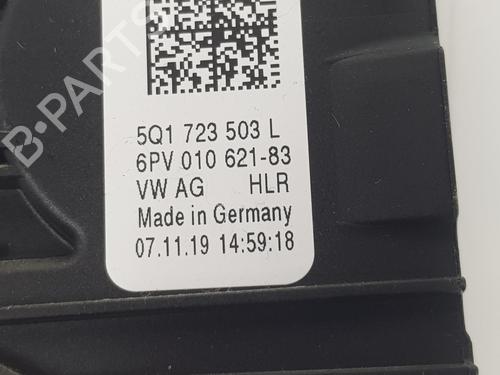 5Q1 723 503 L
6PV 010 621-83
VW AG HLR
Made in Germany
07.11.19 14:59:18
B-PARTS